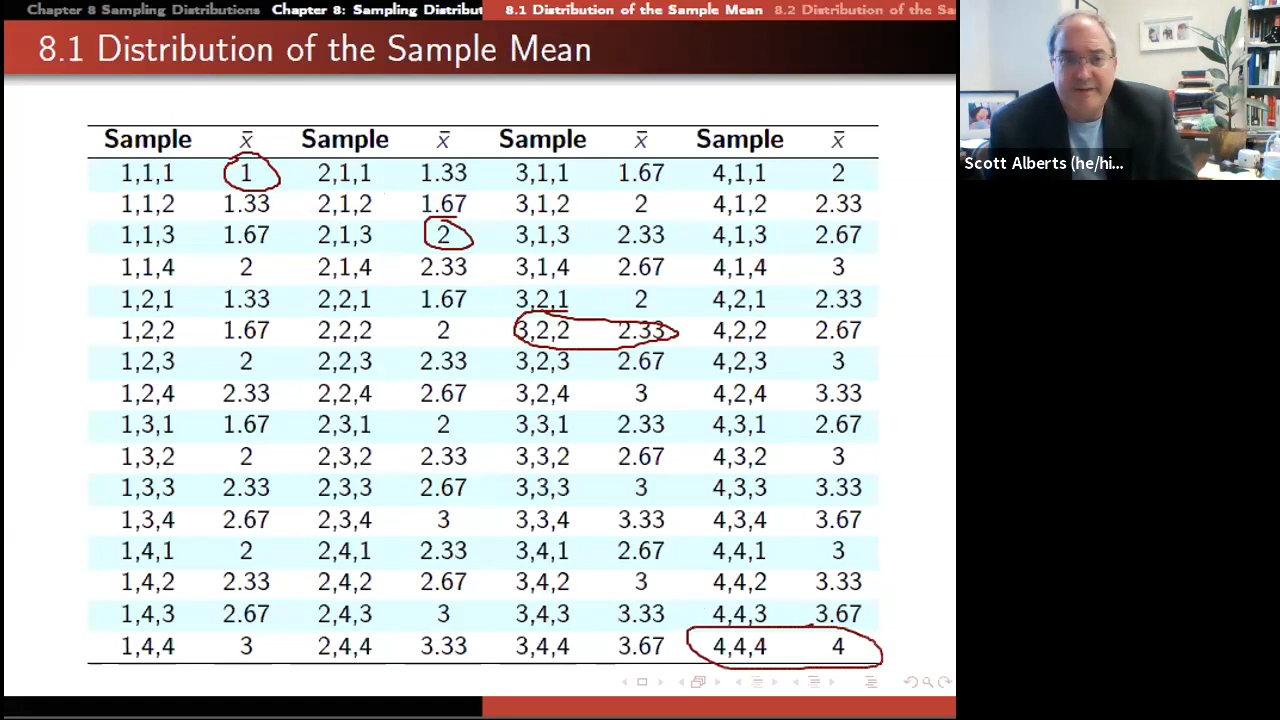 Chapter 8 Sampling Distributions Chapter 8: Sampling Distribut 8.1 Distribution of the Sample Mean 8.2 Distribution of the Sa
8.1 Distribution of the Sample Mean
Scott Alberts (he/hi...
Sample x̄ Sample x̄ Sample x̄ Sample x̄
1,1,1 1 2,1,1 1.33 3,1,1 1.67 4,1,1 2
1,1,2 1.33 2,1,2 1.67 3,1,2 2 4,1,2 2.33
1,1,3 1.67 2,1,3 2 3,1,3 2.33 4,1,3 2.67
1,1,4 2 2,1,4 2.33 3,1,4 2.67 4,1,4 3
1,2,1 1.33 2,2,1 1.67 3,2,1 2 4,2,1 2.33
1,2,2 1.67 2,2,2 2 3,2,2 2.33 4,2,2 2.67
1,2,3 2 2,2,3 2.33 3,2,3 2.67 4,2,3 3
1,2,4 2.33 2,2,4 2.67 3,2,4 3 4,2,4 3.33
1,3,1 1.67 2,3,1 2 3,3,1 2.33 4,3,1 2.67
1,3,2 2 2,3,2 2.33 3,3,2 2.67 4,3,2 3
1,3,3 2.33 2,3,3 2.67 3,3,3 3 4,3,3 3.33
1,3,4 2.67 2,3,4 3 3,3,4 3.33 4,3,4 3.67
1,4,1 2 2,4,1 2.33 3,4,1 2.67 4,4,1 3
1,4,2 2.33 2,4,2 2.67 3,4,2 3 4,4,2 3.33
1,4,3 2.67 2,4,3 3 3,4,3 3.33 4,4,3 3.67
1,4,4 3 2,4,4 3.33 3,4,4 3.67 4,4,4 4